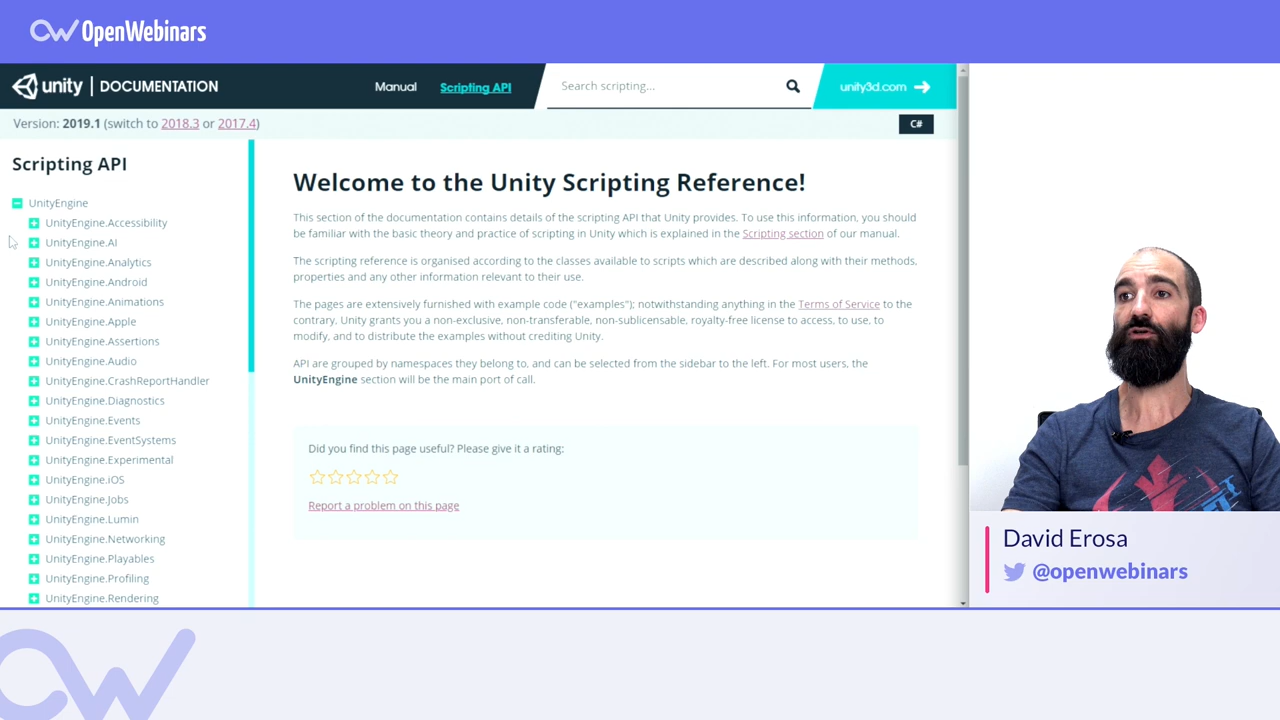 OpenWebinars
unity | DOCUMENTATION
Manual
Scripting API
Search scripting...
unity3d.com
Version: 2019.1 (switch to 2018.3 or 2017.4)
C#
Scripting API
UnityEngine
UnityEngine.Accessibility
UnityEngine.AI
UnityEngine.Analytics
UnityEngine.Android
UnityEngine.Animations
UnityEngine.Apple
UnityEngine.Assertions
UnityEngine.Audio
UnityEngine.CrashReportHandler
UnityEngine.Diagnostics
UnityEngine.Events
UnityEngine.EventSystems
UnityEngine.Experimental
UnityEngine.iOS
UnityEngine.Jobs
UnityEngine.Lumin
UnityEngine.Networking
UnityEngine.Playables
UnityEngine.Profiling
UnityEngine.Rendering
Welcome to the Unity Scripting Reference!
This section of the documentation contains details of the scripting API that Unity provides. To use this information, you should
be familiar with the basic theory and practice of scripting in Unity which is explained in the Scripting section of our manual.
The scripting reference is organised according to the classes available to scripts which are described along with their methods,
properties and any other information relevant to their use.
The pages are extensively furnished with example code ("examples"); notwithstanding anything in the Terms of Service to the
contrary, Unity grants you a non-exclusive, non-transferable, non-sublicensable, royalty-free license to access, to use, to
modify, and to distribute the examples without crediting Unity.
API are grouped by namespaces they belong to, and can be selected from the sidebar to the left. For most users, the
UnityEngine section will be the main port of call.
Did you find this page useful? Please give it a rating:
Report a problem on this page
David Erosa
@openwebinars